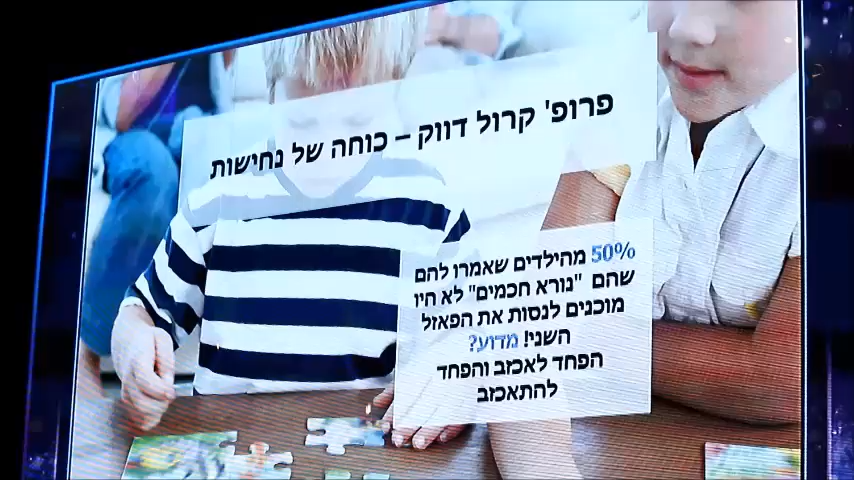 פרופ' קרול דווק – כוחה של נחישות
50% מהילדים שאמרו להם
שהם "נורא חכמים" לא היו
מוכנים לנסות את הפאזל
השני! מדוע?
הפחד לאכזב והפחד
להתאכזב